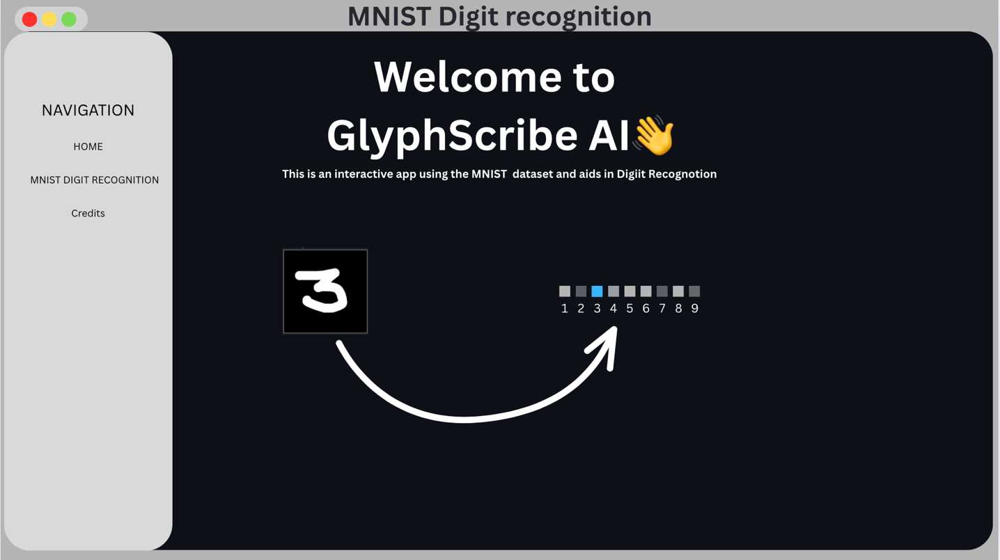 MNIST Digit recognition
NAVIGATION
HOME
MNIST DIGIT RECOGNITION
Credits
Welcome to
GlyphScribe AI👋
This is an interactive app using the MNIST  dataset and aids in Digiit Recognotion
3
1 2 3 4 5 6 7 8 9